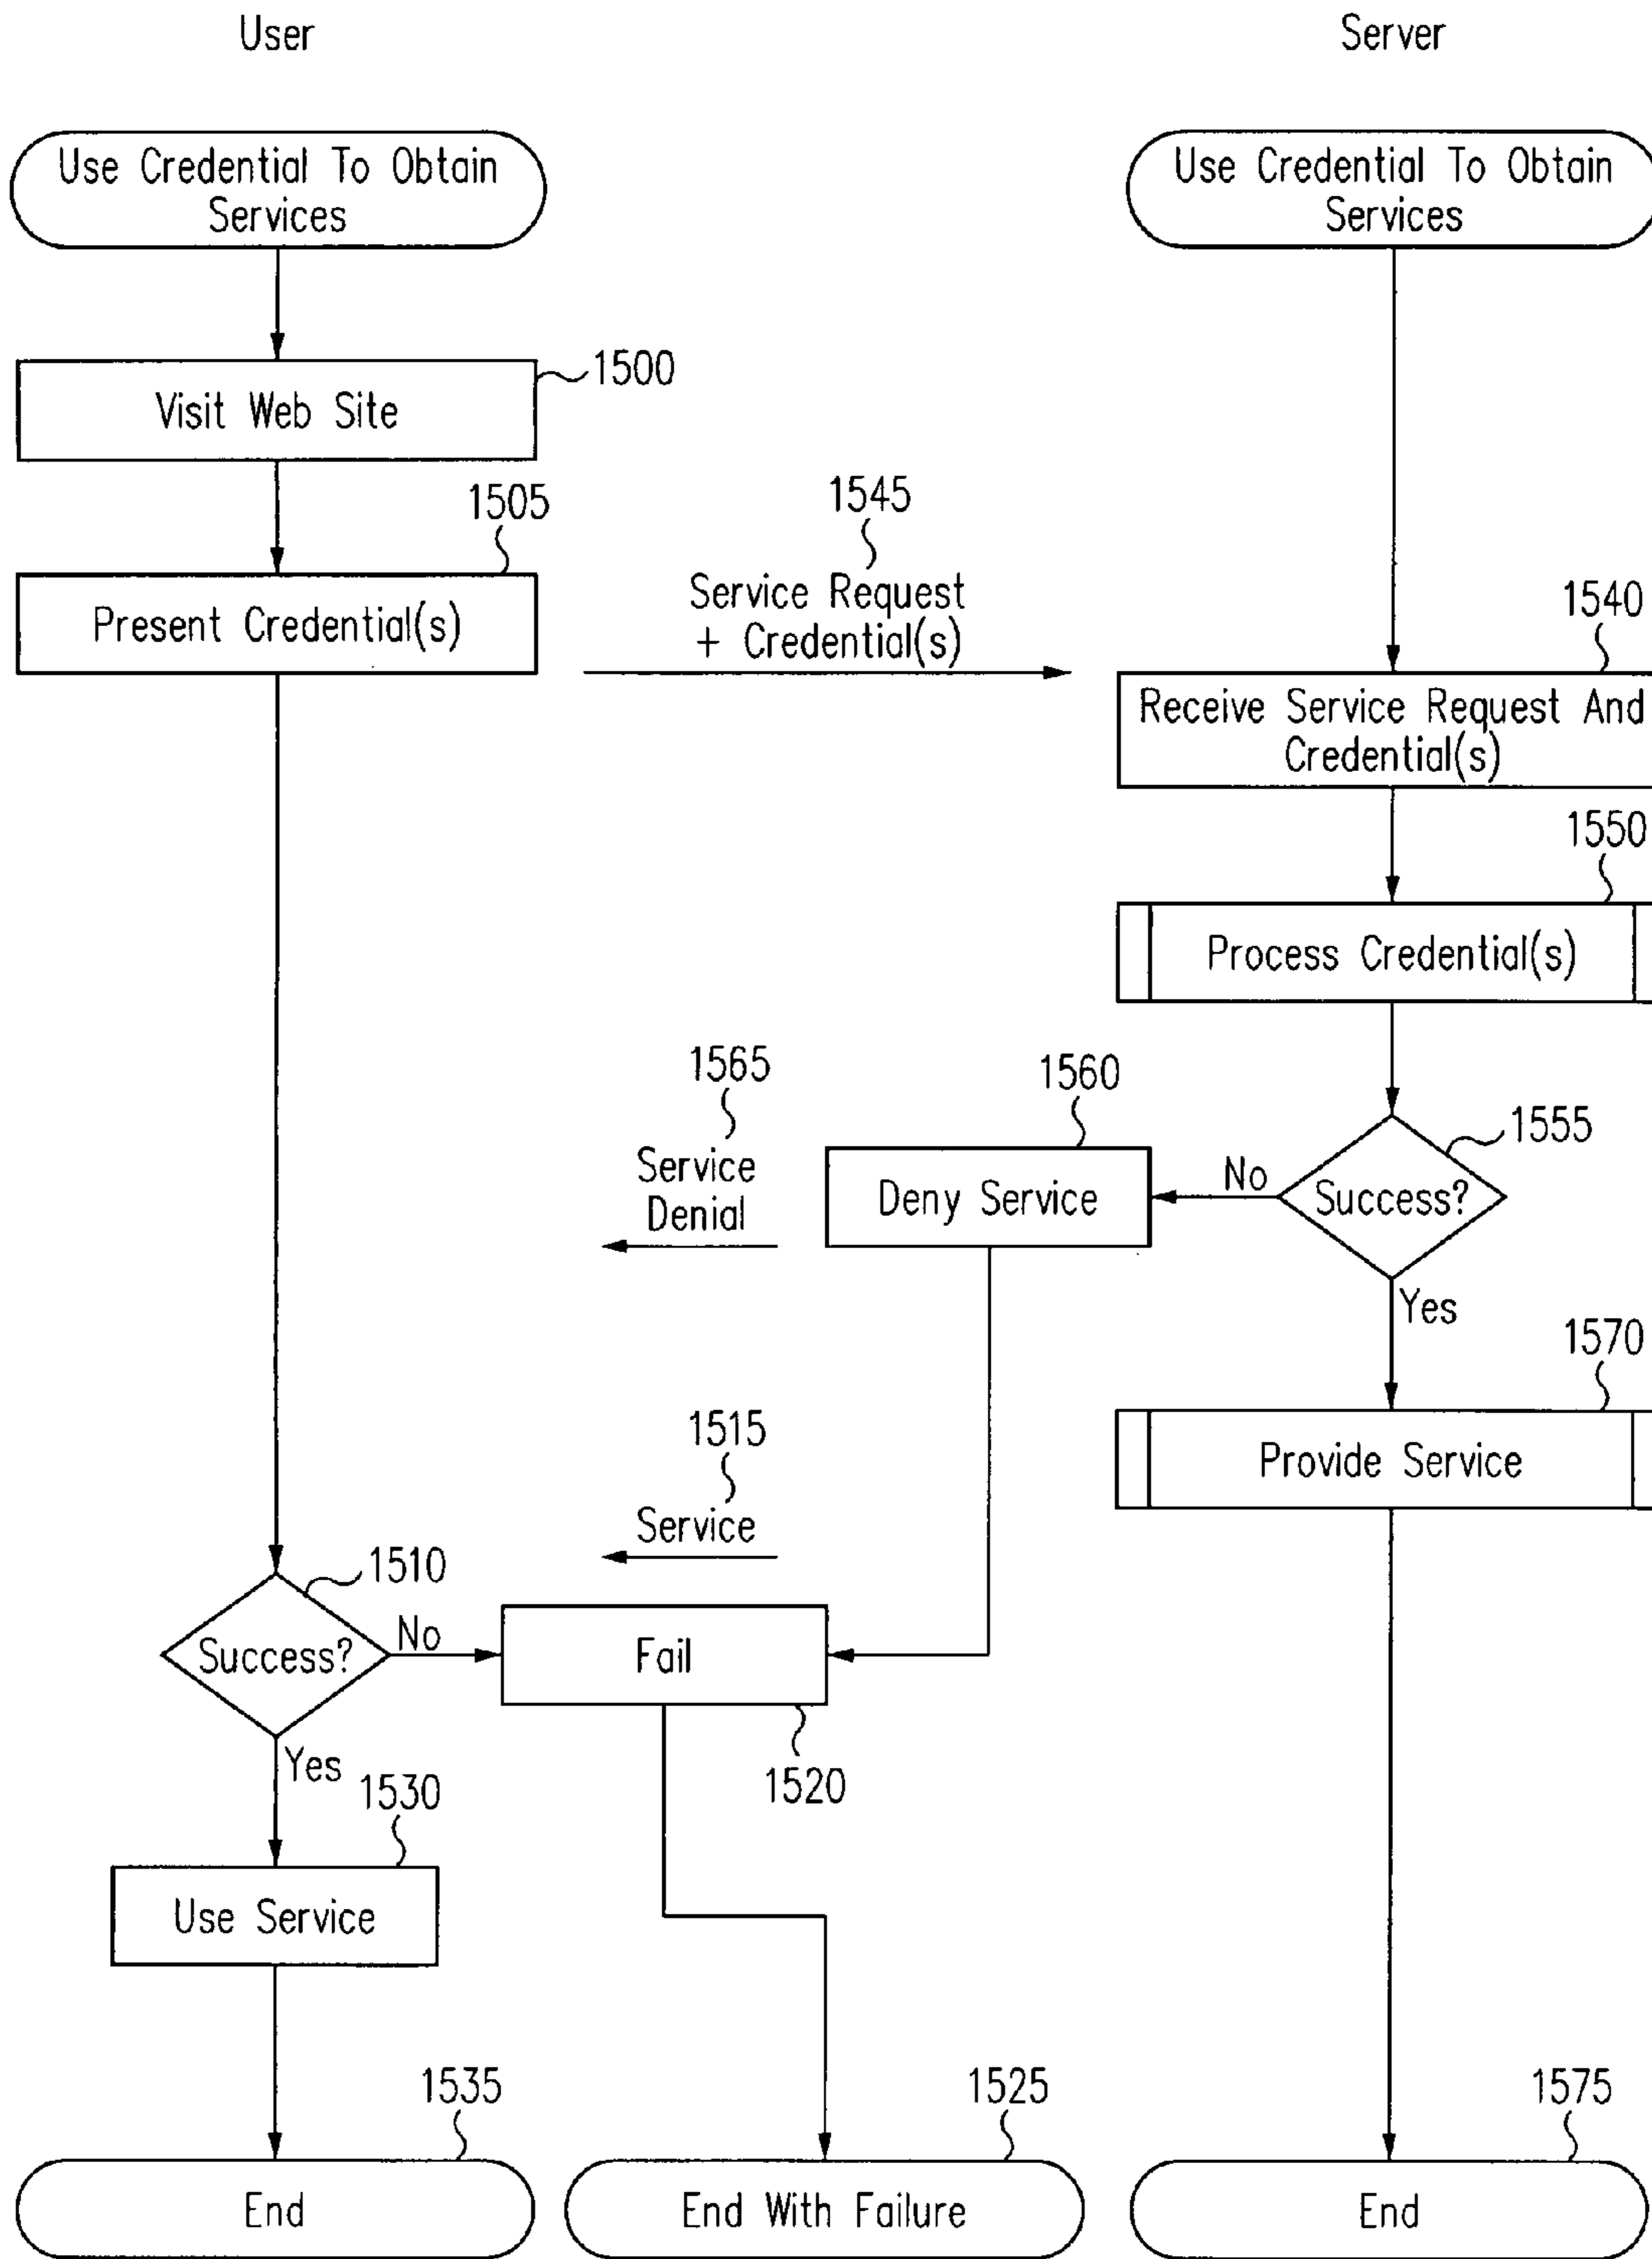 User
Server
Use Credential To Obtain
Services
Use Credential To Obtain
Services
1500
Visit Web Site
1505
Present Credential(s)
1545
Service Request
+ Credential(s)
1540
Receive Service Request And
Credential(s)
1550
Process Credential(s)
1565
Service
Denial
1560
Deny Service
No
1555
Success?
Yes
1570
Provide Service
1515
Service
1510
Success?
No
Fail
1520
Yes
1530
Use Service
1535
End
1525
End With Failure
1575
End